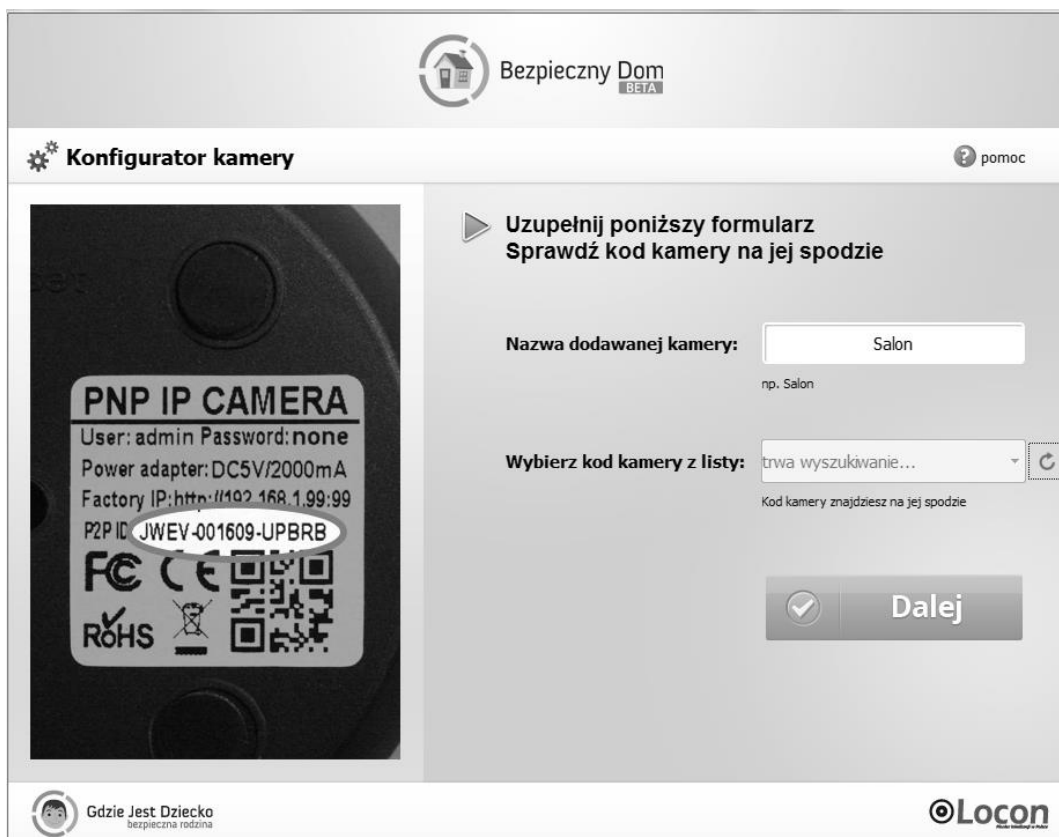 Bezpieczny Dom
BETA
Konfigurator kamery
pomoc
Uzupełnij poniższy formularz
Sprawdź kod kamery na jej spodzie
Nazwa dodawanej kamery:
Salon
np. Salon
Wybierz kod kamery z listy:
trwa wyszukiwanie...
Kod kamery znajdziesz na jej spodzie
Dalej
PNP IP CAMERA
User: admin Password: none
Power adapter: DC5V/2000mA
Factory IP: http://192.168.1.99:99
P2P ID JWEV-001609-UPBRB
FC CE
RoHS
Gdzie Jest Dziecko
bezpieczna rodzina
Locon